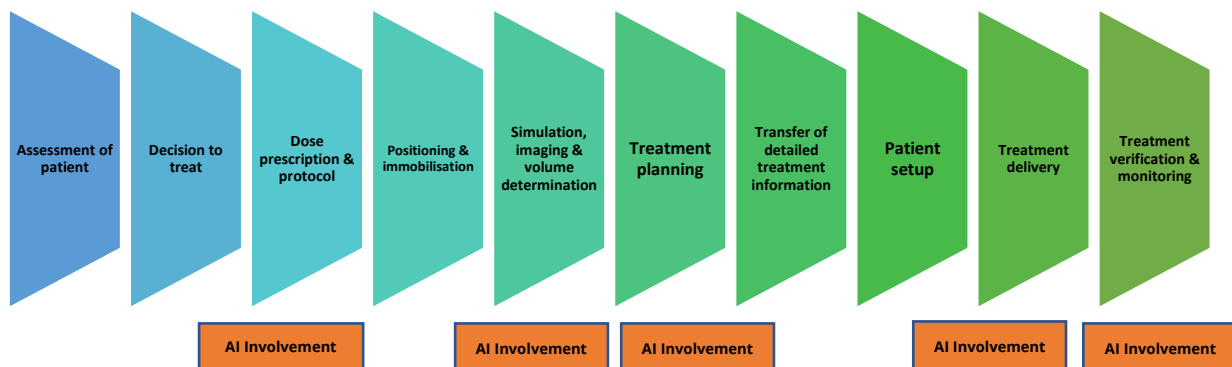 Assessment of
patient
Decision to
treat
Dose
prescription &
protocol
Positioning &
immobilisation
Simulation,
imaging &
volume
determination
Treatment
planning
Transfer of
detailed
treatment
information
Patient
setup
Treatment
delivery
Treatment
verification &
monitoring
AI Involvement
AI Involvement
AI Involvement
AI Involvement
AI Involvement